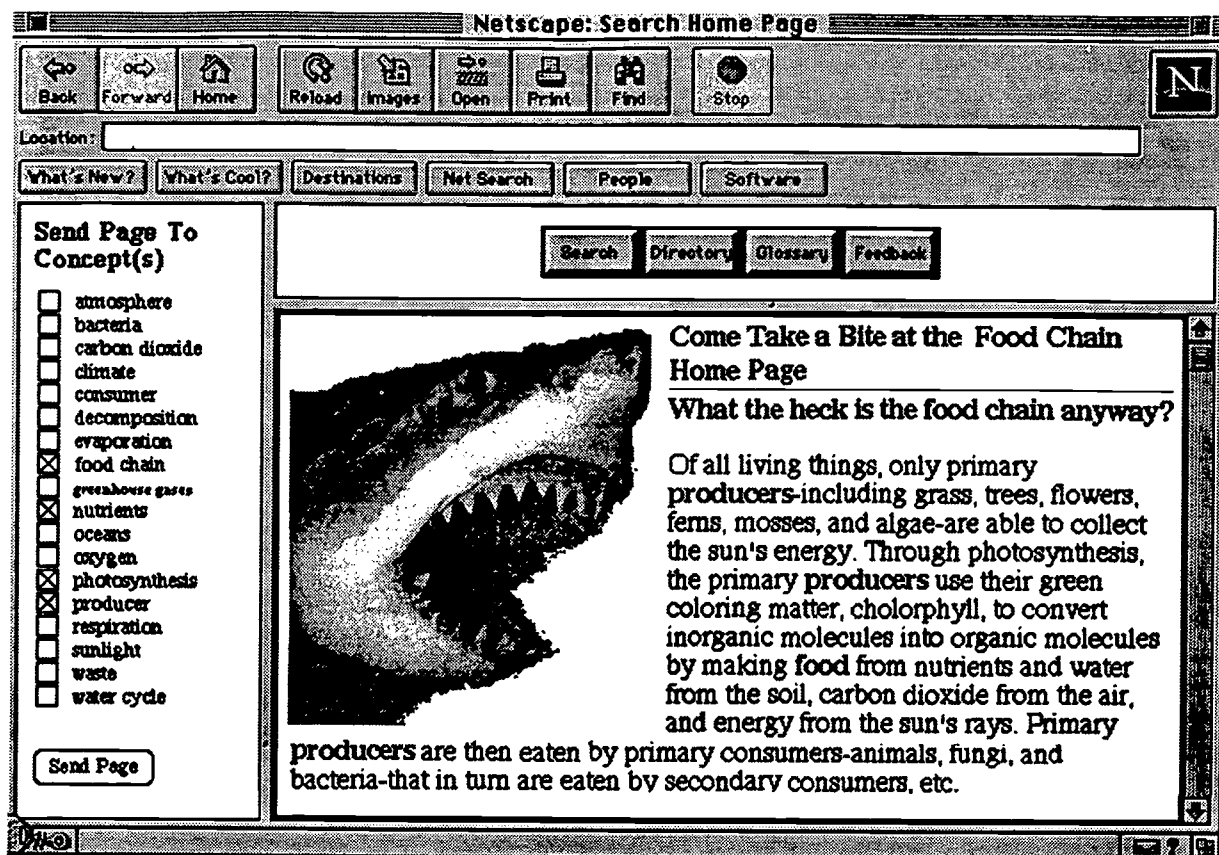 Netscape: Search Home Page
Back Forward Home Reload Images Open Print Find Stop
N
Location:
What's New? What's Cool? Destinations Net Search People Software
Send Page To
Concept(s)
atmosphere
bacteria
carbon dioxide
climate
consumer
decomposition
evaporation
food chain
greenhouse gases
nutrients
oceans
oxygen
photosynthesis
producer
respiration
sunlight
waste
water cycle
Send Page
Search Directory Glossary Feedback
Come Take a Bite at the Food Chain
Home Page
What the heck is the food chain anyway?
Of all living things, only primary
producers-including grass, trees, flowers,
ferns, mosses, and algae-are able to collect
the sun's energy. Through photosynthesis,
the primary producers use their green
coloring matter, cholorphyll, to convert
inorganic molecules into organic molecules
by making food from nutrients and water
from the soil, carbon dioxide from the air,
and energy from the sun's rays. Primary
producers are then eaten by primary consumers-animals, fungi, and
bacteria-that in turn are eaten by secondary consumers, etc.
?